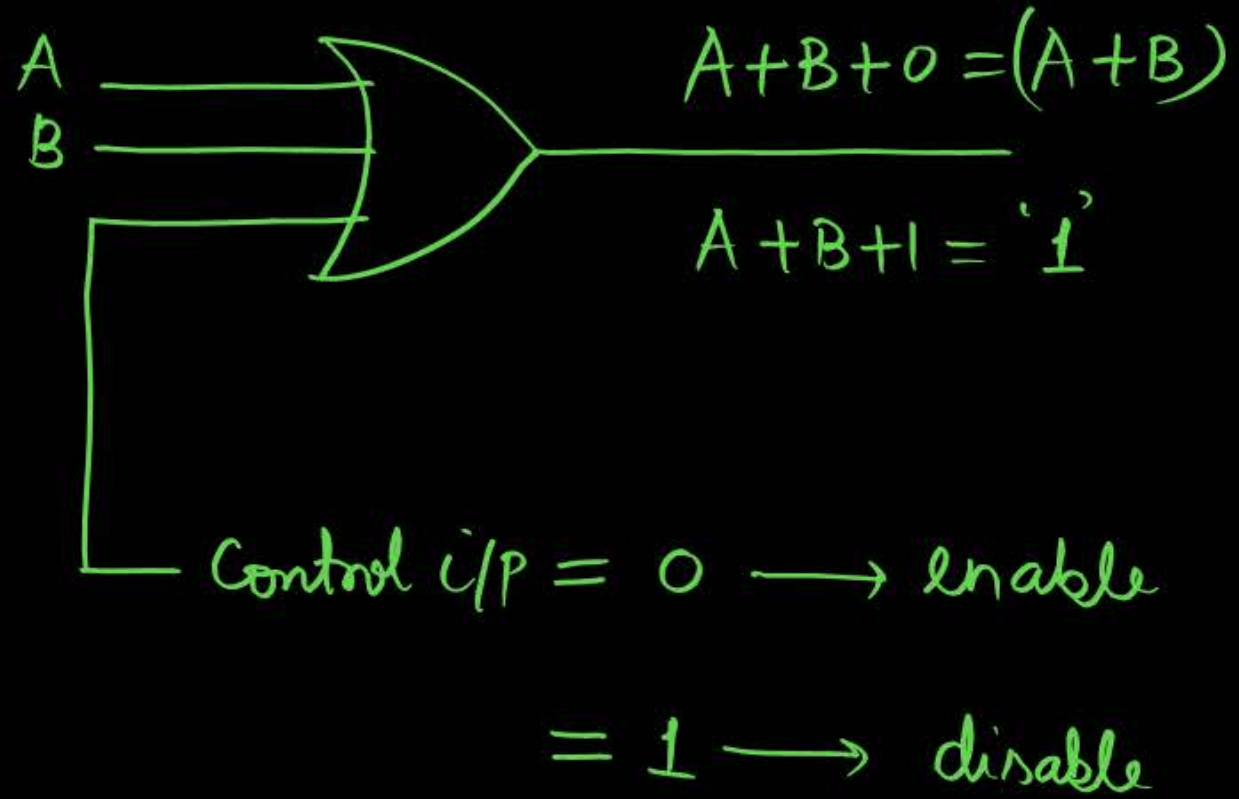 A
B
A+B+0 =(A+B)
A+B+1 = '1'
Control i/p = 0 → enable
= 1 → disable